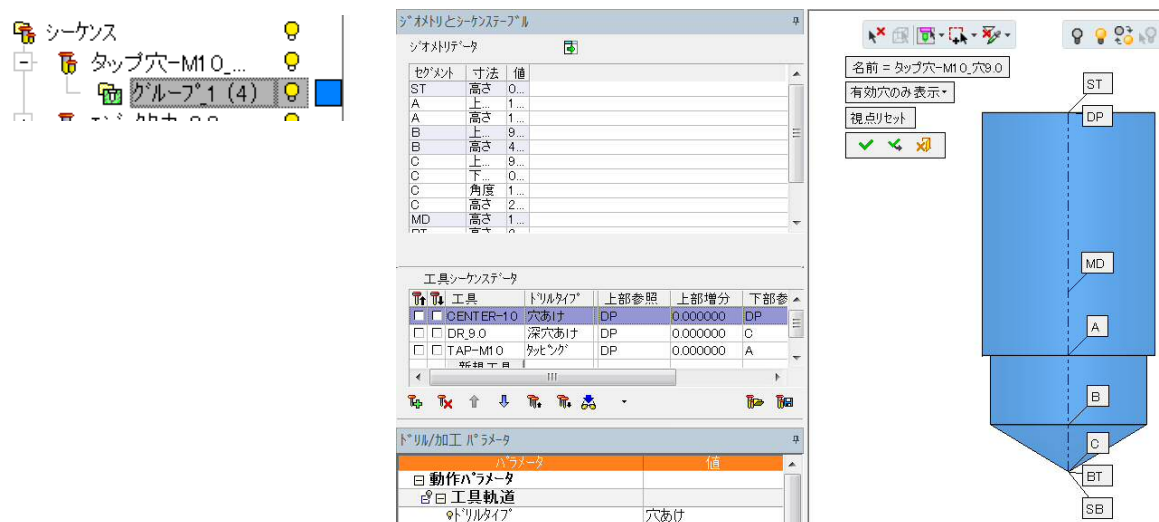 シーケンス
タップ穴-M10_...
グループ_1 (4)
ジオメトリとシーケンステーブル
ジオメトリデータ
セグメント 寸法 値
ST 高さ 0...
A 上... 1...
A 高さ 1...
B 上... 9...
B 高さ 4...
C 上... 9...
C 下... 0...
C 角度 1...
C 高さ 2...
MD 高さ 1...
工具シーケンスデータ
工具 ドリルタイプ 上部参照 上部増分 下部参
CENTER-10 穴あけ DP 0.000000 DP
DR_9.0 深穴あけ DP 0.000000 C
TAP-M10 タッピング DP 0.000000 A
新規工具
ドリル/加工 パラメータ
パラメータ 値
動作パラメータ
工具軌道
ドリルタイプ 穴あけ
名前 = タップ穴-M10_穴9.0
有効穴のみ表示
視点リセット
ST
DP
MD
A
B
C
BT
SB